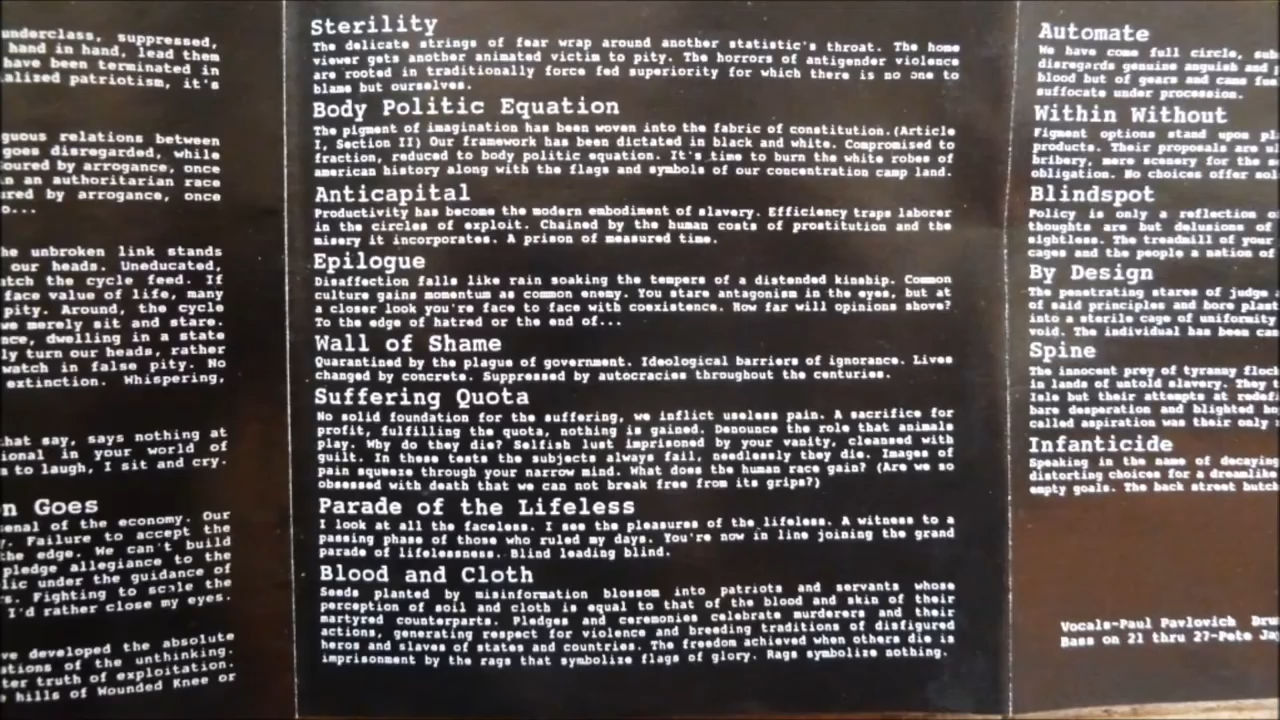 underclass, suppressed,
hand in hand, lead them
have been terminated in
alized patriotism, it's
guous relations between
goes disregarded, while
oured by arrogance, once
n an authoritarian race
ured by arrogance, once
o...
he unbroken link stands
our heads. Uneducated,
atch the cycle feed. If
face value of life, many
pity. Around, the cycle
we merely sit and stare.
nce, dwelling in a state
ly turn our heads, rather
watch in false pity. No
extinction. Whispering,
hat say, says nothing at
ional in your world of
s to laugh, I sit and cry.
n Goes
enal of the economy. Our
y. Failure to accept the
the edge. We can't build
pledge allegiance to the
lic under the guidance of
s. Fighting to scale the
I'd rather close my eyes.
ve developed the absolute
ations of the unthinking.
ter truth of exploitation.
hills of Wounded Knee or
Sterility
The delicate strings of fear wrap around another statistic's throat. The home
viewer gets another animated victim to pity. The horrors of antigender violence
are rooted in traditionally force fed superiority for which there is no one to
blame but ourselves.
Body Politic Equation
The pigment of imagination has been woven into the fabric of constitution.(Article
I, Section II) Our framework has been dictated in black and white. Compromised to
fraction, reduced to body politic equation. It's time to burn the white robes of
american history along with the flags and symbols of our concentration camp land.
Anticapital
Productivity has become the modern embodiment of slavery. Efficiency traps laborer
in the circles of exploit. Chained by the human costs of prostitution and the
misery it incorporates. A prison of measured time.
Epilogue
Disaffection falls like rain soaking the tempers of a distended kinship. Common
culture gains momentum as common enemy. You stare antagonism in the eyes, but at
a closer look you're face to face with coexistence. How far will opinions shove?
To the edge of hatred or the end of...
Wall of Shame
Quarantined by the plague of government. Ideological barriers of ignorance. Lives
changed by concrete. Suppressed by autocracies throughout the centuries.
Suffering Quota
No solid foundation for the suffering, we inflict useless pain. A sacrifice for
profit, fulfilling the quota, nothing is gained. Denounce the role that animals
play. Why do they die? Selfish lust imprisoned by your vanity, cleansed with
guilt. In these tests the subjects always fail, needlessly they die. Images of
pain squeeze through your narrow mind. What does the human race gain? (Are we so
obsessed with death that we can not break free from its grips?)
Parade of the Lifeless
I look at all the faceless. I see the pleasures of the lifeless. A witness to a
passing phase of those who ruled my days. You're now in line joining the grand
parade of lifelessness. Blind leading blind.
Blood and Cloth
Seeds planted by misinformation blossom into patriots and servants whose
perception of soil and cloth is equal to that of the blood and skin of their
martyred counterparts. Pledges and ceremonies celebrate murderers and their
actions, generating respect for violence and breeding traditions of disfigured
heros and slaves of states and countries. The freedom achieved when others die is
imprisonment by the rags that symbolize flags of glory. Rags symbolize nothing.
Automate
We have come full circle, sub
disregards genuine anguish and
blood but of gears and cams
suffocate under procession.
Within Without
Figment options stand upon
products. Their proposals are
bribery, mere scenery for the
obligation. No choices offer
Blindspot
Policy is only a reflection
thoughts are but delusions of
sightless. The treadmill of your
cages and the people a nation of
By Design
The penetrating stares of judge
of said principles and bore
into a sterile cage of uniformity
void. The individual has been
Spine
The innocent prey of tyranny
in lands of untold slavery. They
Isle but their attempts at
bare desperation and blighted
called aspiration was their only
Infanticide
Speaking in the name of decaying
distorting choices for a dreamlike
empty goals. The back street
Vocals-Paul Pavlovich
Bass on 21 thru 27-Pete